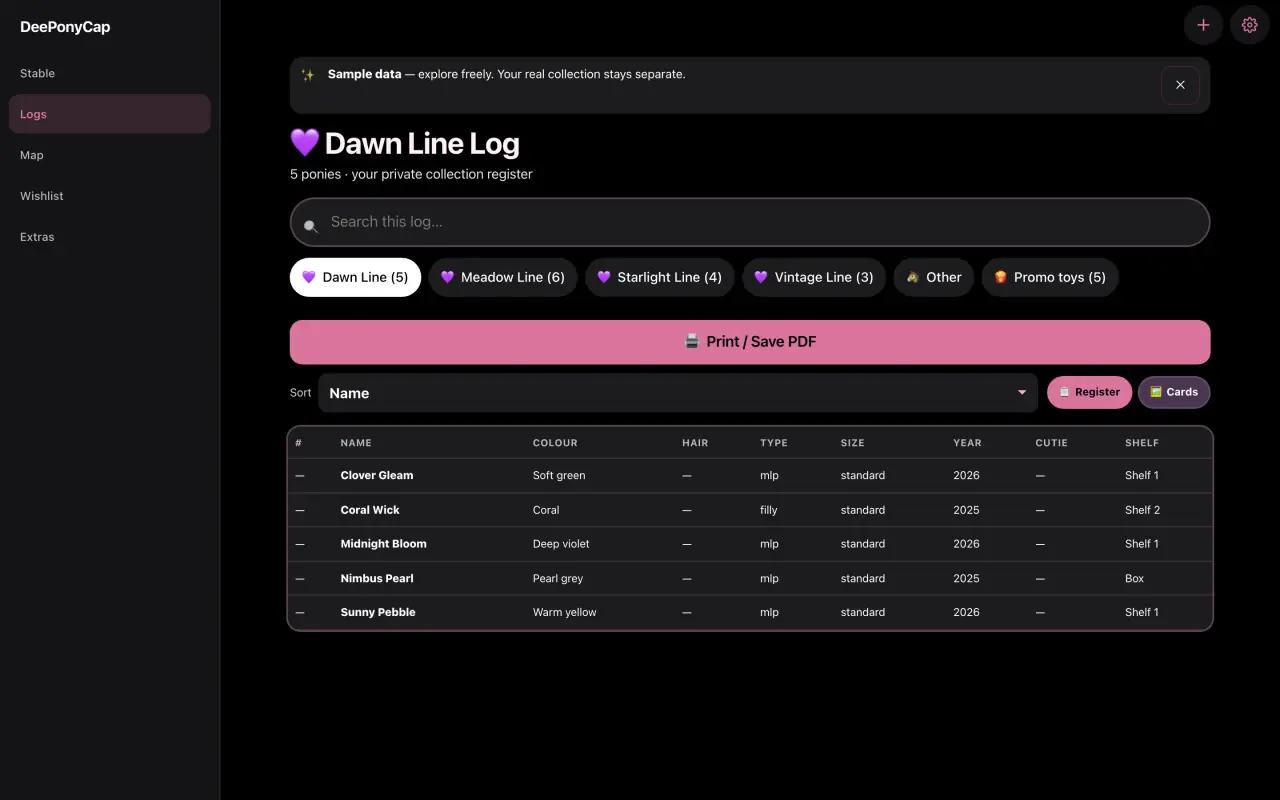 DeePonyCap
Stable
Logs
Map
Wishlist
Extras
+
✨ Sample data — explore freely. Your real collection stays separate.
✕
💜 Dawn Line Log
5 ponies · your private collection register
🔍 Search this log...
💜 Dawn Line (5) 💜 Meadow Line (6) 💜 Starlight Line (4) 💜 Vintage Line (3) 🐴 Other 🍟 Promo toys (5)
🖨️ Print / Save PDF
Sort Name 📋 Register 🖼️ Cards
# NAME COLOUR HAIR TYPE SIZE YEAR CUTIE SHELF
— Clover Gleam Soft green — mlp standard 2026 — Shelf 1
— Coral Wick Coral — filly standard 2025 — Shelf 2
— Midnight Bloom Deep violet — mlp standard 2026 — Shelf 1
— Nimbus Pearl Pearl grey — mlp standard 2025 — Box
— Sunny Pebble Warm yellow — mlp standard 2026 — Shelf 1